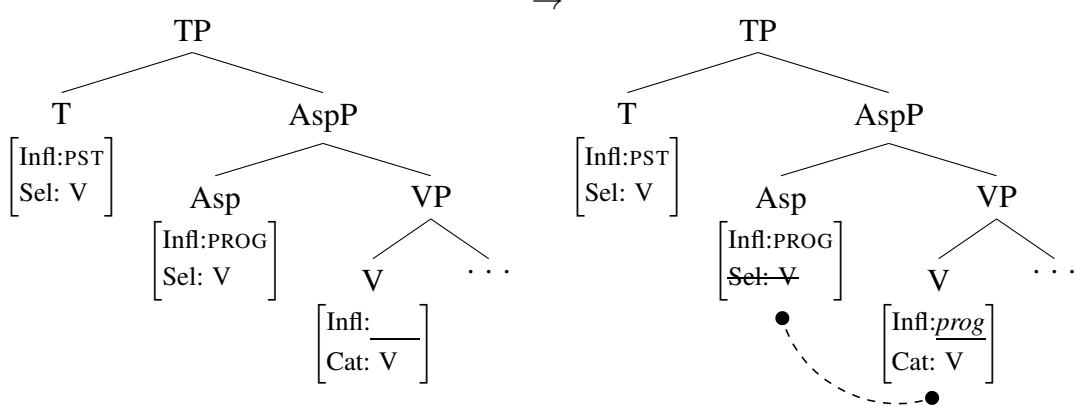 →
TP TP
T AspP T AspP
[Infl:PST [Infl:PST
Sel: V] Sel: V]
Asp VP Asp VP
[Infl:PROG [Infl:PROG
Sel: V] Sel: V]
V . . . V . . .
[Infl:___ [Infl:prog
Cat: V] Cat: V]